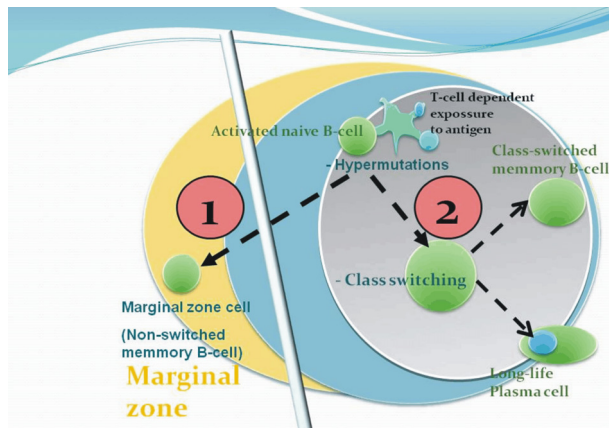 T-cell dependent
expossure
to antigen
Activated naive B-cell
- Hypermutations
Class-switched
memmory B-cell
1
2
- Class switching
Marginal zone cell
(Non-switched
memmory B-cell)
Marginal
zone
Long-life
Plasma cell